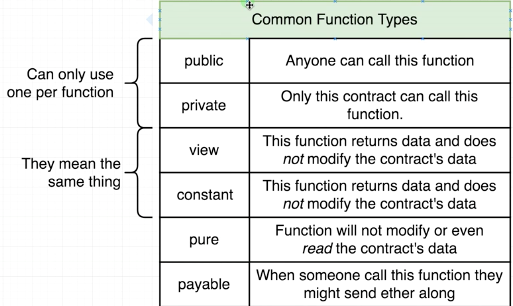 Common Function Types
Can only use
one per function
public
Anyone can call this function
private
Only this contract can call this
function.
They mean the
same thing
view
This function returns data and does
not modify the contract's data
constant
This function returns data and does
not modify the contract's data
pure
Function will not modify or even
read the contract's data
payable
When someone call this function they
might send ether along